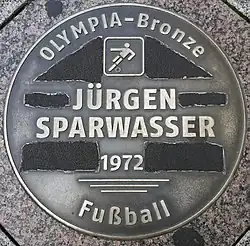 OLYMPIA-Bronze
JÜRGEN
SPARWASSER
1972
Fußball